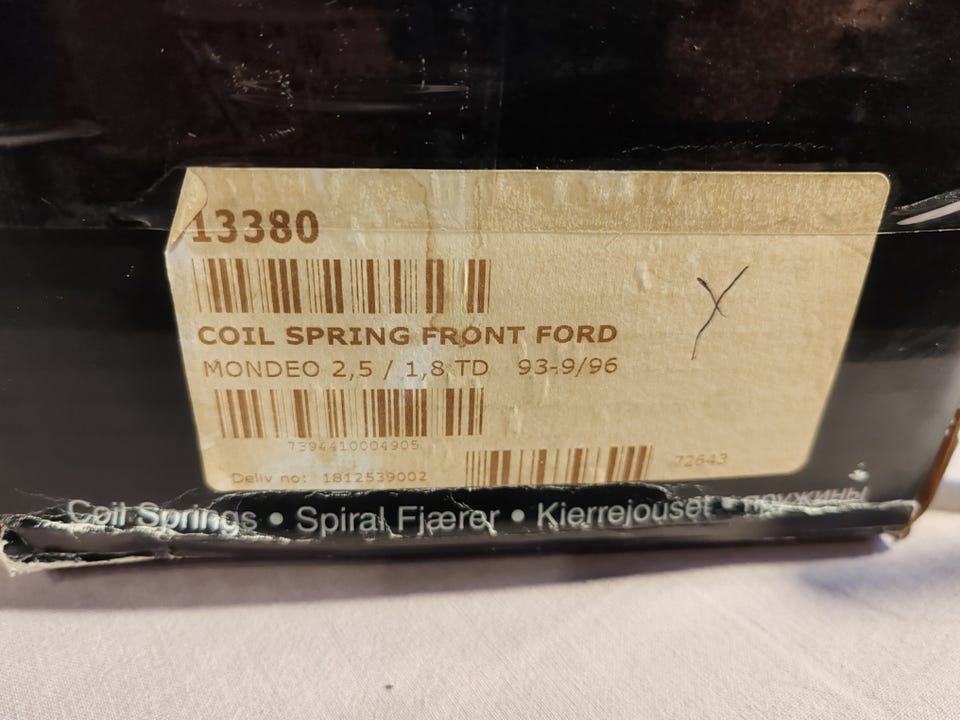 13380
COIL SPRING FRONT FORD
MONDEO 2,5 / 1,8 TD 93-9/96
7394410004905
Deliv no: 1812539002
72643
Coil Springs • Spiral Fjærer • Kierrejouset • пружины